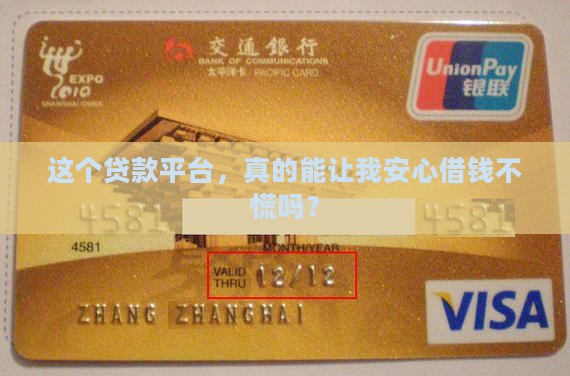 EXPO
2010
SHANGHAI CHINA
交通銀行
BANK OF COMMUNICATIONS
太平洋卡 PACIFIC CARD
UnionPay
银联
这个贷款平台，真的能让我安心借钱不
慌吗？
4581 4581
4581
MONTH/YEAR
VALID
THRU 12/12
ZHANG ZHANGHAI
VISA